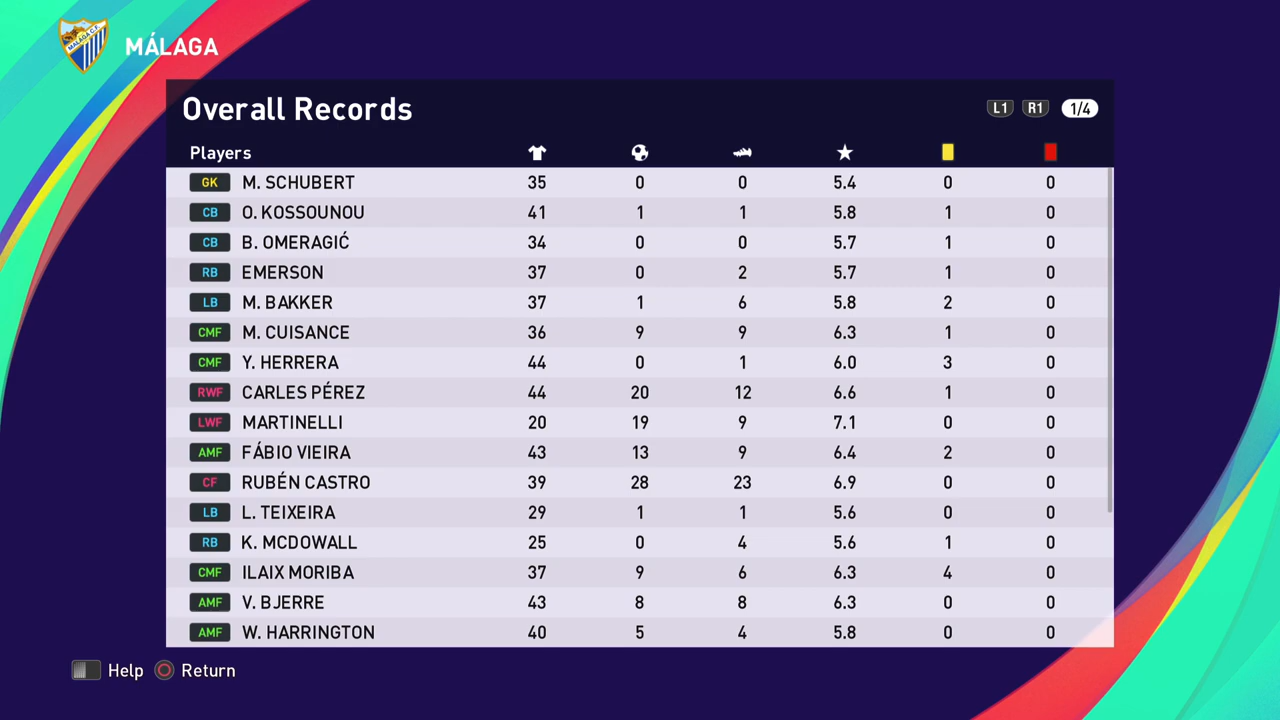 MÁLAGA
Overall Records
L1 R1 1/4
Players
GK M. SCHUBERT 35 0 0 5.4 0 0
CB O. KOSSOUNOU 41 1 1 5.8 1 0
CB B. OMERAGIĆ 34 0 0 5.7 1 0
RB EMERSON 37 0 2 5.7 1 0
LB M. BAKKER 37 1 6 5.8 2 0
CMF M. CUISANCE 36 9 9 6.3 1 0
CMF Y. HERRERA 44 0 1 6.0 3 0
RWF CARLES PÉREZ 44 20 12 6.6 1 0
LWF MARTINELLI 20 19 9 7.1 0 0
AMF FÁBIO VIEIRA 43 13 9 6.4 2 0
CF RUBÉN CASTRO 39 28 23 6.9 0 0
LB L. TEIXEIRA 29 1 1 5.6 0 0
RB K. MCDOWALL 25 0 4 5.6 1 0
CMF ILAIX MORIBA 37 9 6 6.3 4 0
AMF V. BJERRE 43 8 8 6.3 0 0
AMF W. HARRINGTON 40 5 4 5.8 0 0
Help Return